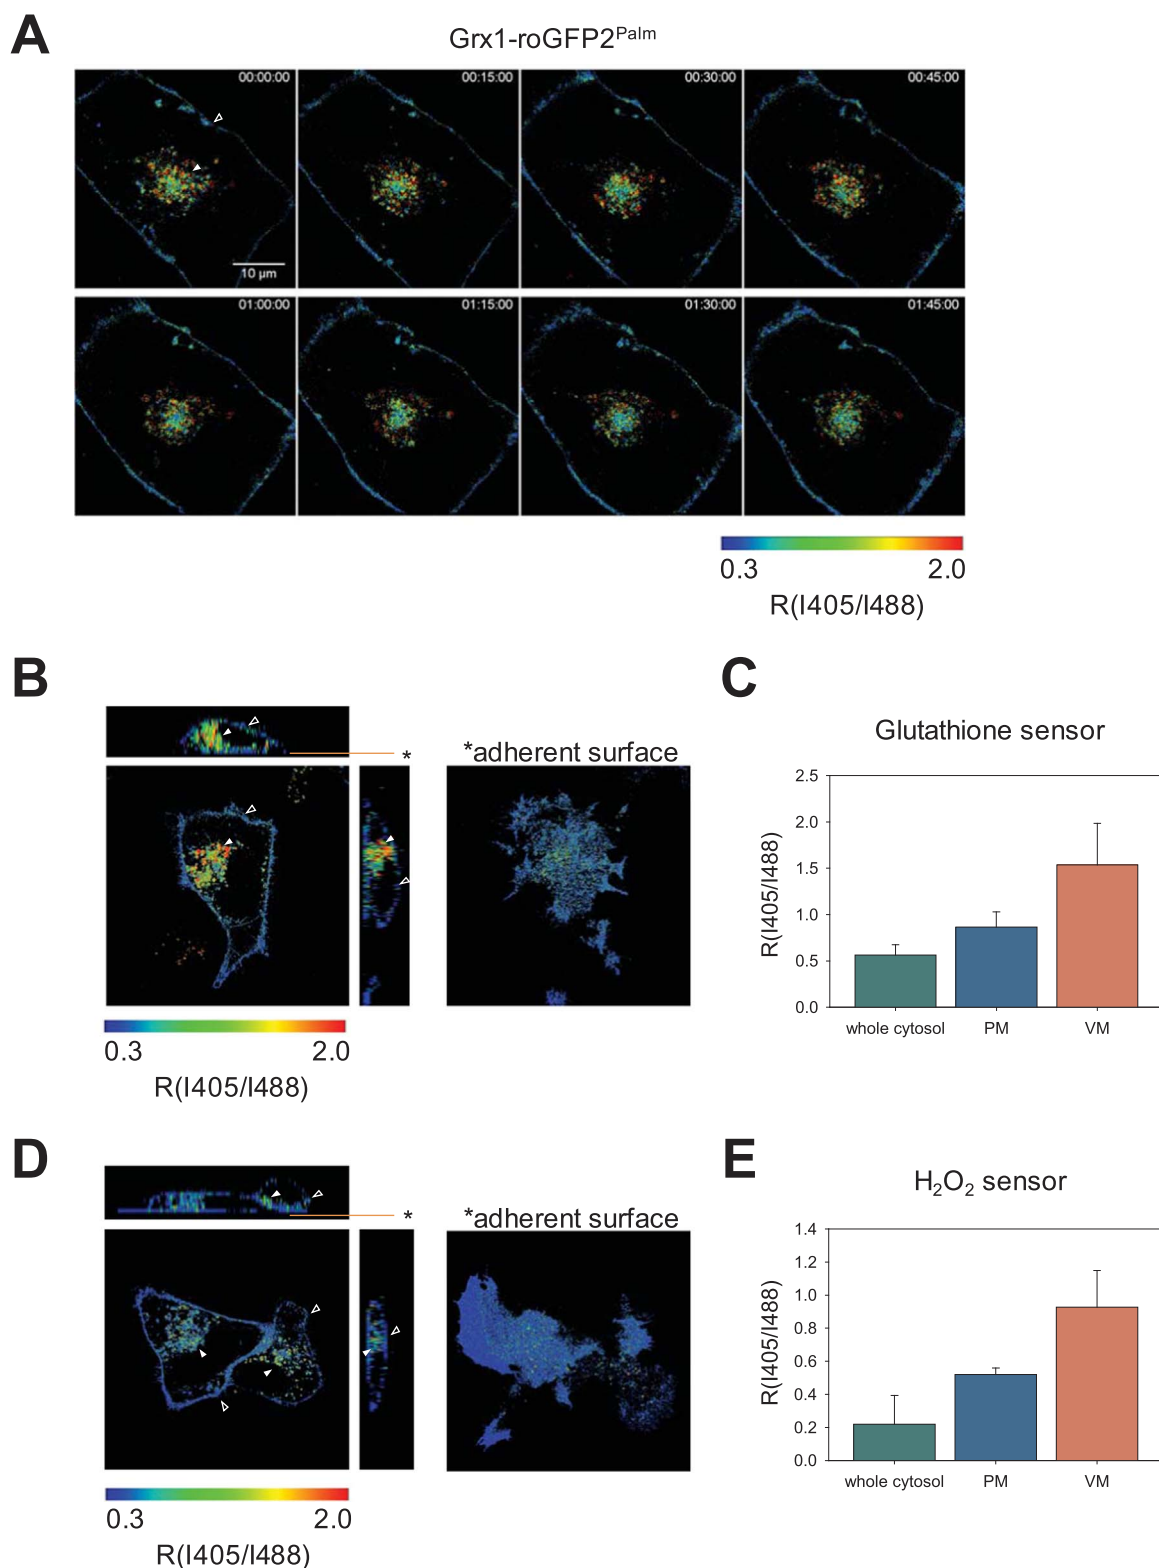 A
Grx1-roGFP2Palm
00:00:00 00:15:00 00:30:00 00:45:00
10 µm
01:00:00 01:15:00 01:30:00 01:45:00
0.3 2.0
R(I405/I488)
B
*
*adherent surface
0.3 2.0
R(I405/I488)
C
Glutathione sensor
2.5
2.0
1.5
1.0
0.5
0.0
R(I405/I488)
whole cytosol PM VM
D
*
*adherent surface
0.3 2.0
R(I405/I488)
E
H2O2 sensor
1.4
1.2
1.0
0.8
0.6
0.4
0.2
0.0
R(I405/I488)
whole cytosol PM VM